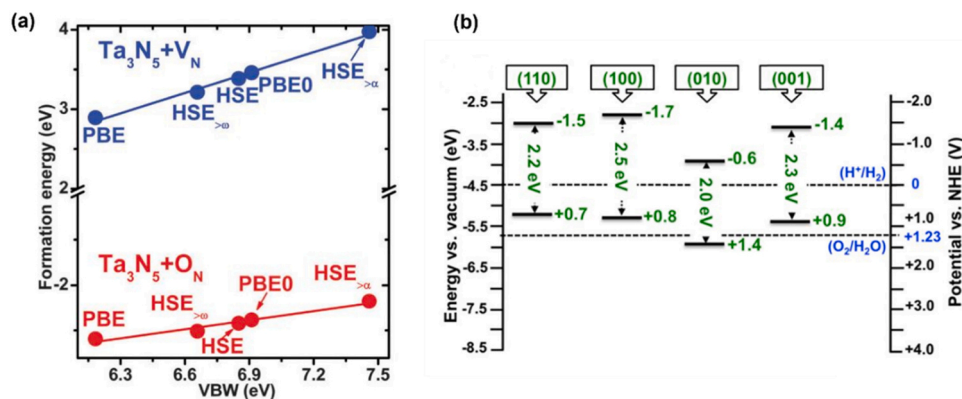 (a)
4
3
2
-2
Formation energy (eV)
Ta3N5+VN
PBE
HSE>ω
HSE
PBE0
HSE>α
Ta3N5+ON
PBE
HSE>ω
HSE
PBE0
HSE>α
6.3 6.6 6.9 7.2 7.5
VBW (eV)
(b)
(110) (100) (010) (001)
Energy vs. vacuum (eV)
-2.5
-3.5
-4.5
-5.5
-6.5
-7.5
-8.5
-1.5
2.2 eV
+0.7
-1.7
2.5 eV
+0.8
-0.6
2.0 eV
+1.4
-1.4
2.3 eV
+0.9
(H+/H2)
(O2/H2O)
-2.0
-1.0
0
+1.0
+1.23
+2.0
+3.0
+4.0
Potential vs. NHE (V)